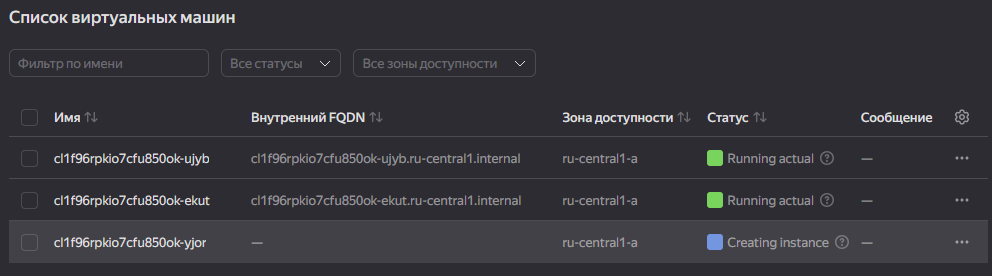 Список виртуальных машин
Фильтр по имени Все статусы Все зоны доступности
Имя Внутренний FQDN Зона доступности Статус Сообщение
cl1f96rpkio7cfu850ok-ujyb cl1f96rpkio7cfu850ok-ujyb.ru-central1.internal ru-central1-a Running actual —
cl1f96rpkio7cfu850ok-ekut cl1f96rpkio7cfu850ok-ekut.ru-central1.internal ru-central1-a Running actual —
cl1f96rpkio7cfu850ok-yjor — ru-central1-a Creating instance —